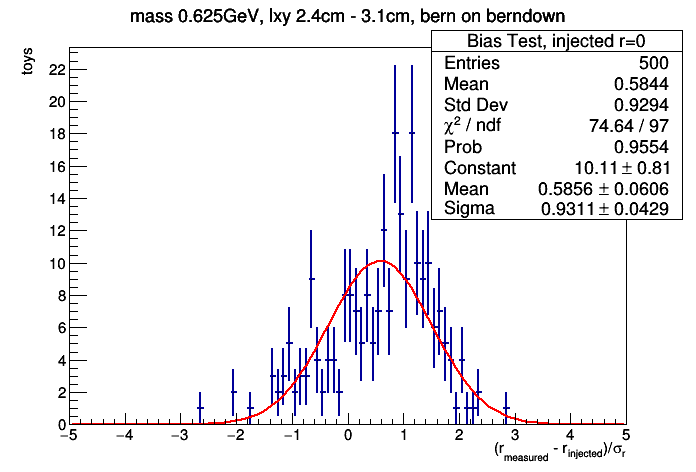 mass 0.625GeV, lxy 2.4cm - 3.1cm, bern on berndown
Bias Test, injected r=0
Entries 500
Mean 0.5844
Std Dev 0.9294
χ² / ndf 74.64 / 97
Prob 0.9554
Constant 10.11 ± 0.81
Mean 0.5856 ± 0.0606
Sigma 0.9311 ± 0.0429
toys
22
20
18
16
14
12
10
8
6
4
2
0
−5 −4 −3 −2 −1 0 1 2 3 4 5
(r_measured - r_injected)/σ_r